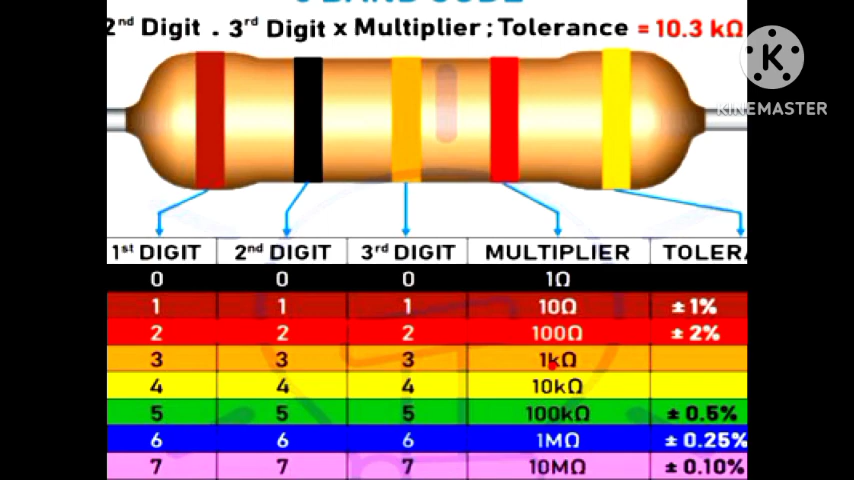 2nd Digit . 3rd Digit x Multiplier ; Tolerance = 10.3 kΩ
K
KINEMASTER
1st DIGIT 2nd DIGIT 3rd DIGIT MULTIPLIER TOLERA
0 0 0 1Ω
1 1 1 10Ω ± 1%
2 2 2 100Ω ± 2%
3 3 3 1kΩ
4 4 4 10kΩ
5 5 5 100kΩ ± 0.5%
6 6 6 1MΩ ± 0.25%
7 7 7 10MΩ ± 0.10%